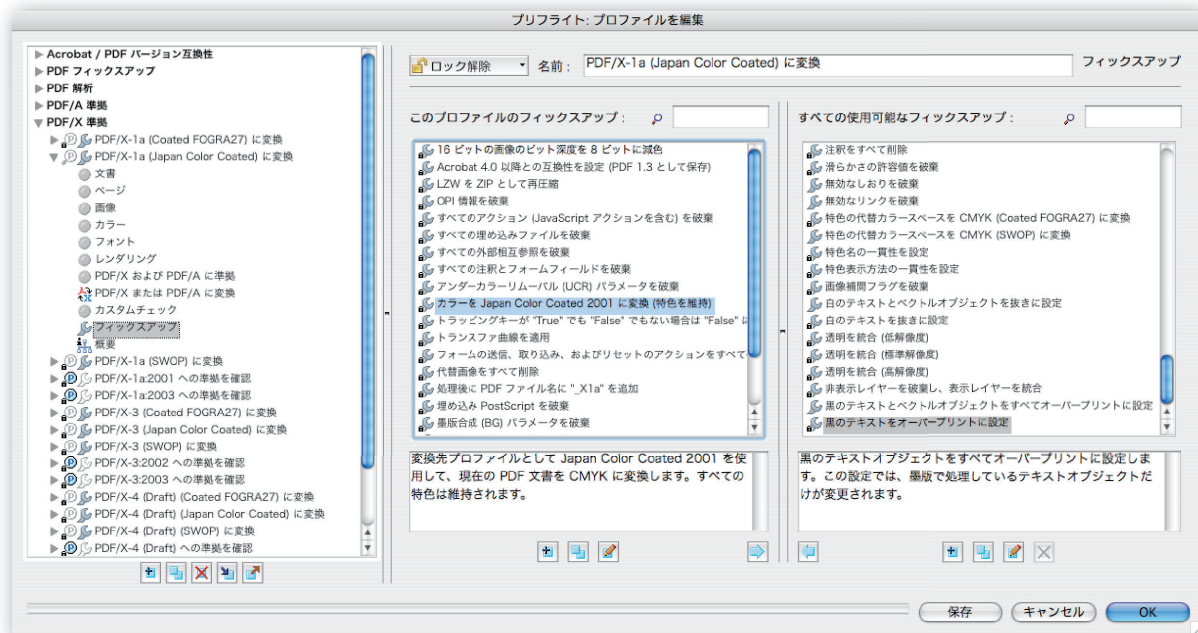 プリフライト: プロファイルを編集
Acrobat / PDF バージョン互換性
PDF フィックスアップ
PDF 解析
PDF/A 準拠
PDF/X 準拠
PDF/X-1a (Coated FOGRA27) に変換
PDF/X-1a (Japan Color Coated) に変換
文書
ページ
画像
カラー
フォント
レンダリング
PDF/X および PDF/A に準拠
PDF/X または PDF/A に変換
カスタムチェック
フィックスアップ
概要
PDF/X-1a (SWOP) に変換
PDF/X-1a:2001 への準拠を確認
PDF/X-1a:2003 への準拠を確認
PDF/X-3 (Coated FOGRA27) に変換
PDF/X-3 (Japan Color Coated) に変換
PDF/X-3 (SWOP) に変換
PDF/X-3:2002 への準拠を確認
PDF/X-3:2003 への準拠を確認
PDF/X-4 (Draft) (Coated FOGRA27) に変換
PDF/X-4 (Draft) (Japan Color Coated) に変換
PDF/X-4 (Draft) (SWOP) に変換
PDF/X-4 (Draft) への準拠を確認
ロック解除 名前 : PDF/X-1a (Japan Color Coated) に変換 フィックスアップ
このプロファイルのフィックスアップ :
16 ビットの画像のビット深度を 8 ビットに減色
Acrobat 4.0 以降との互換性を設定 (PDF 1.3 として保存)
LZW を ZIP として再圧縮
OPI 情報を破棄
すべてのアクション (JavaScript アクションを含む) を破棄
すべての埋め込みファイルを破棄
すべての外部相互参照を破棄
すべての注釈とフォームフィールドを破棄
アンダーカラーリムーバル (UCR) パラメータを破棄
カラーを Japan Color Coated 2001 に変換 (特色を維持)
トラッピングキーが "True" でも "False" でもない場合は "False" に
トランスファ曲線を適用
フォームの送信、取り込み、およびリセットのアクションをすべて
代替画像をすべて削除
処理後に PDF ファイル名に "_X1a" を追加
埋め込み PostScript を破棄
墨版合成 (BG) パラメータを破棄
変換先プロファイルとして Japan Color Coated 2001 を使
用して、現在の PDF 文書を CMYK に変換します。すべての
特色は維持されます。
すべての使用可能なフィックスアップ :
注釈をすべて削除
滑らかさの許容値を破棄
無効なしおりを破棄
無効なリンクを破棄
特色の代替カラースペースを CMYK (Coated FOGRA27) に変換
特色の代替カラースペースを CMYK (SWOP) に変換
特色名の一貫性を設定
特色表示方法の一貫性を設定
画像補間フラグを破棄
白のテキストとベクトルオブジェクトを抜きに設定
白のテキストを抜きに設定
透明を統合 (低解像度)
透明を統合 (標準解像度)
透明を統合 (高解像度)
非表示レイヤーを破棄し、表示レイヤーを統合
黒のテキストとベクトルオブジェクトをすべてオーバープリントに設定
黒のテキストをオーバープリントに設定
黒のテキストオブジェクトをすべてオーバープリントに設定しま
す。この設定では、墨版で処理しているテキストオブジェクトだ
けが変更されます。
保存 キャンセル OK